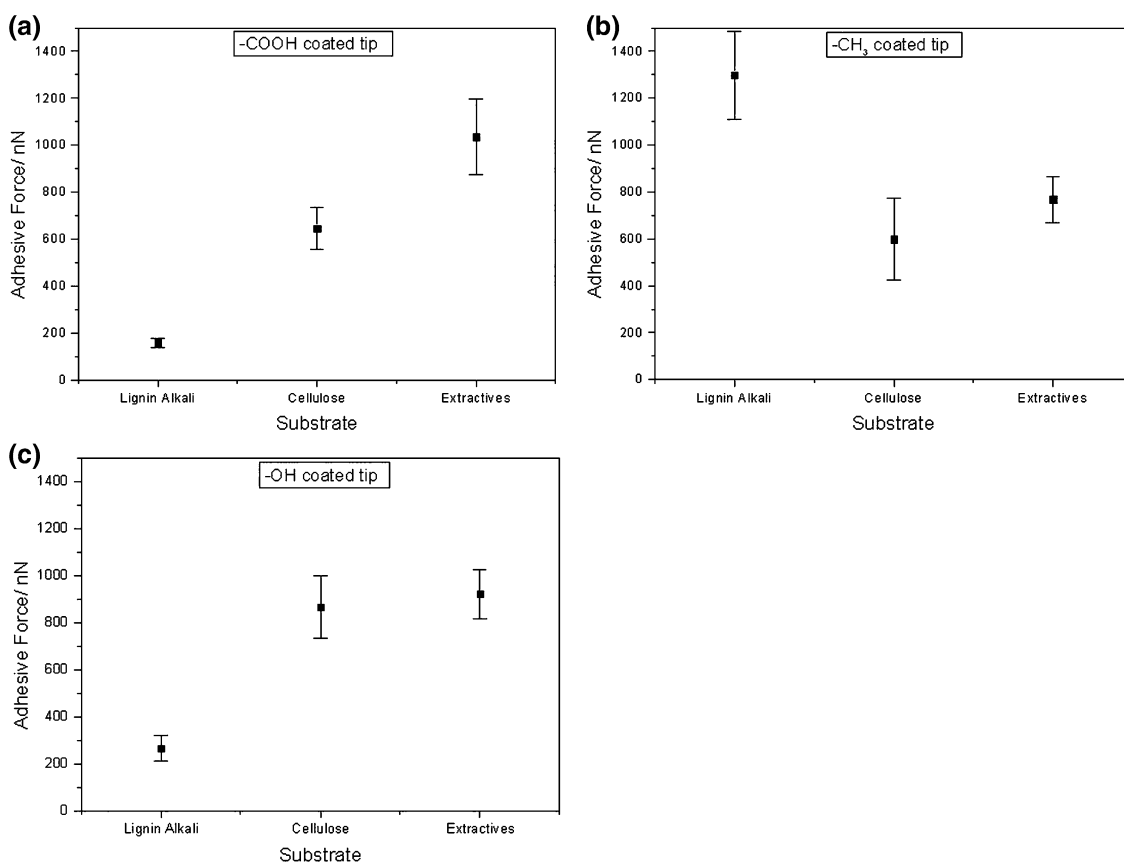 (a)
-COOH coated tip
1400
1200
1000
800
600
400
200
0
Adhesive Force/ nN
Lignin Alkali Cellulose Extractives
Substrate
(b)
-CH₃ coated tip
1400
1200
1000
800
600
400
200
0
Adhesive Force/ nN
Lignin Alkali Cellulose Extractives
Substrate
(c)
-OH coated tip
1400
1200
1000
800
600
400
200
0
Adhesive Force/ nN
Lignin Alkali Cellulose Extractives
Substrate